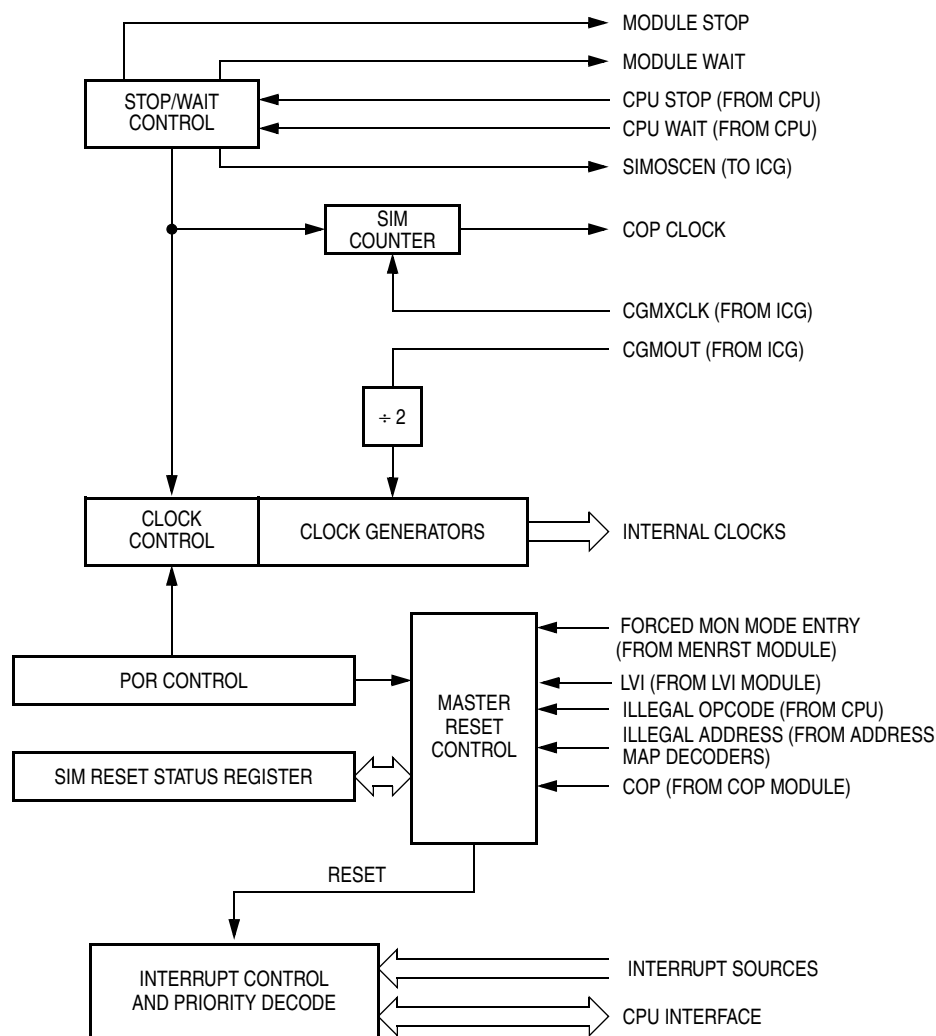 MODULE STOP
MODULE WAIT
STOP/WAIT
CONTROL
CPU STOP (FROM CPU)
CPU WAIT (FROM CPU)
SIMOSCEN (TO ICG)
SIM
COUNTER
COP CLOCK
CGMXCLK (FROM ICG)
CGMOUT (FROM ICG)
÷ 2
CLOCK
CONTROL
CLOCK GENERATORS
INTERNAL CLOCKS
FORCED MON MODE ENTRY
(FROM MENRST MODULE)
POR CONTROL
LVI (FROM LVI MODULE)
MASTER
RESET
CONTROL
ILLEGAL OPCODE (FROM CPU)
ILLEGAL ADDRESS (FROM ADDRESS
MAP DECODERS)
SIM RESET STATUS REGISTER
COP (FROM COP MODULE)
RESET
INTERRUPT CONTROL
AND PRIORITY DECODE
INTERRUPT SOURCES
CPU INTERFACE